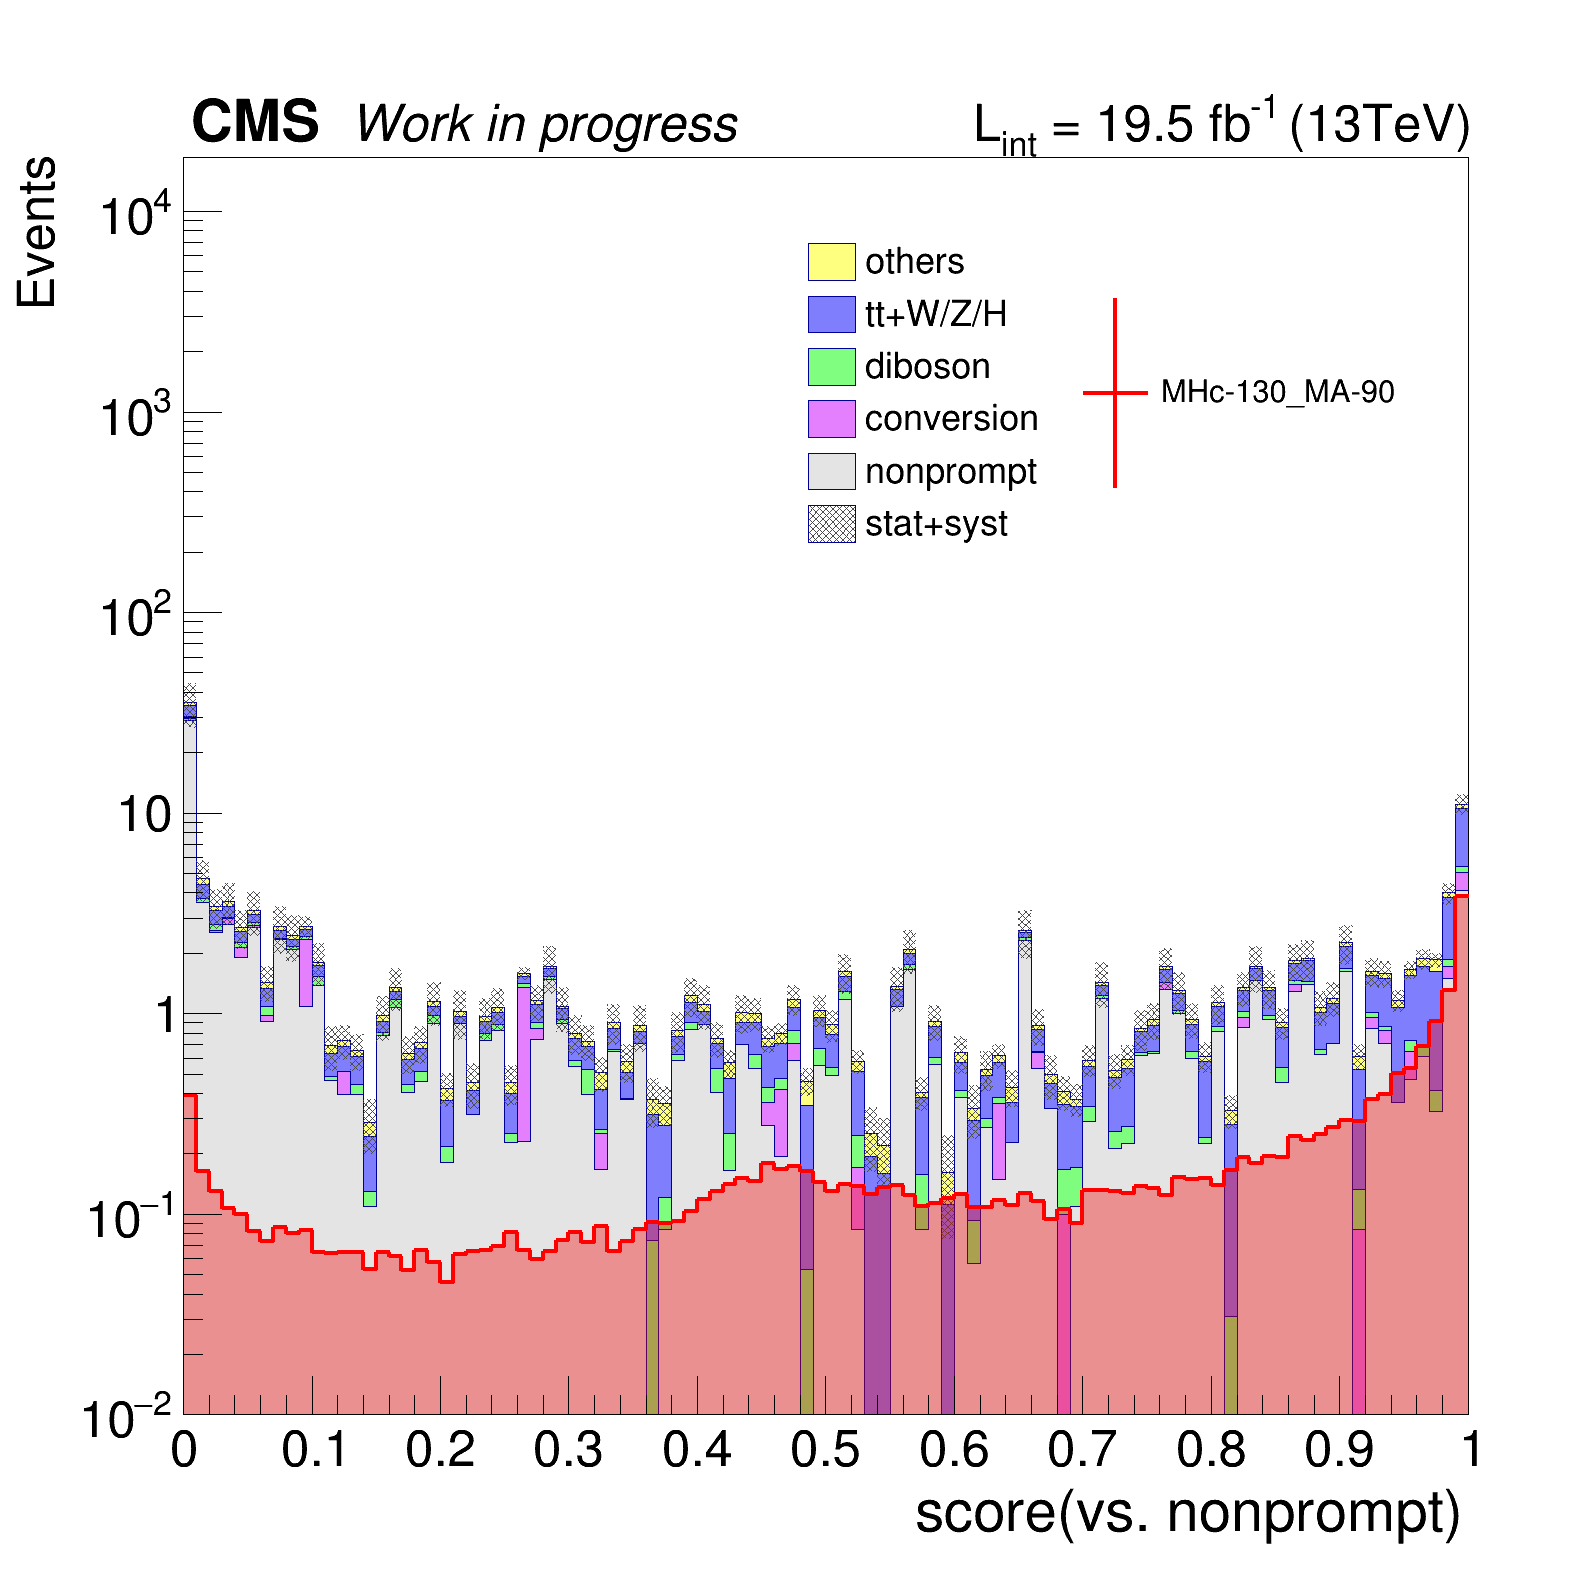 CMS Work in progress L_int = 19.5 fb^-1 (13TeV)
Events
10^4
10^3
10^2
10
1
10^−1
10^−2
others
tt+W/Z/H
diboson
conversion
nonprompt
stat+syst
MHc-130_MA-90
0 0.1 0.2 0.3 0.4 0.5 0.6 0.7 0.8 0.9 1
score(vs. nonprompt)